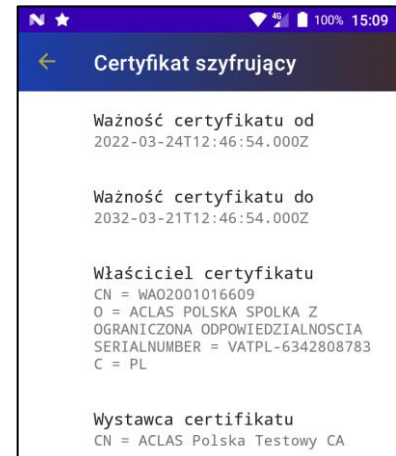 4G 100% 15:09
Certyfikat szyfrujący
Ważność certyfikatu od
2022-03-24T12:46:54.000Z
Ważność certyfikatu do
2032-03-21T12:46:54.000Z
Właściciel certyfikatu
CN = WAO2001016609
O = ACLAS POLSKA SPOLKA Z
OGRANICZONA ODPOWIEDZIALNOSCIA
SERIALNUMBER = VATPL-6342808783
C = PL
Wystawca certifikatu
CN = ACLAS Polska Testowy CA